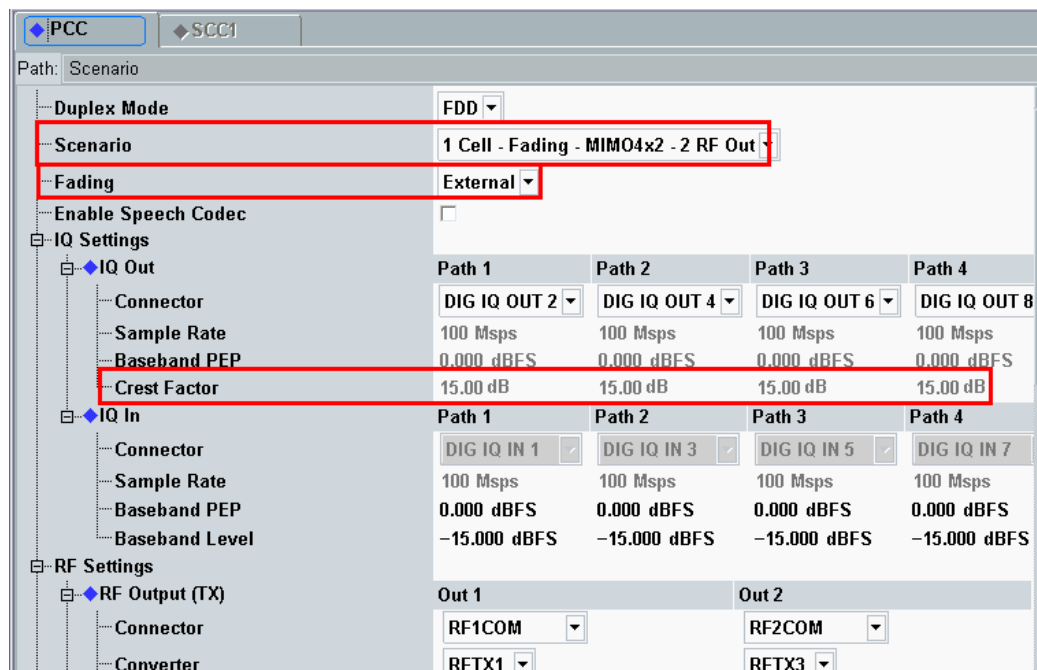 PCC SCC1
Path: Scenario
Duplex Mode FDD
Scenario 1 Cell - Fading - MIMO4x2 - 2 RF Out
Fading External
Enable Speech Codec
IQ Settings
IQ Out Path 1 Path 2 Path 3 Path 4
Connector DIG IQ OUT 2 DIG IQ OUT 4 DIG IQ OUT 6 DIG IQ OUT 8
Sample Rate 100 Msps 100 Msps 100 Msps 100 Msps
Baseband PEP 0.000 dBFS 0.000 dBFS 0.000 dBFS 0.000 dBFS
Crest Factor 15.00 dB 15.00 dB 15.00 dB 15.00 dB
IQ In Path 1 Path 2 Path 3 Path 4
Connector DIG IQ IN 1 DIG IQ IN 3 DIG IQ IN 5 DIG IQ IN 7
Sample Rate 100 Msps 100 Msps 100 Msps 100 Msps
Baseband PEP 0.000 dBFS 0.000 dBFS 0.000 dBFS 0.000 dBFS
Baseband Level −15.000 dBFS −15.000 dBFS −15.000 dBFS −15.000 dBFS
RF Settings
RF Output (TX) Out 1 Out 2
Connector RF1COM RF2COM
Converter RFTX1 RFTX3